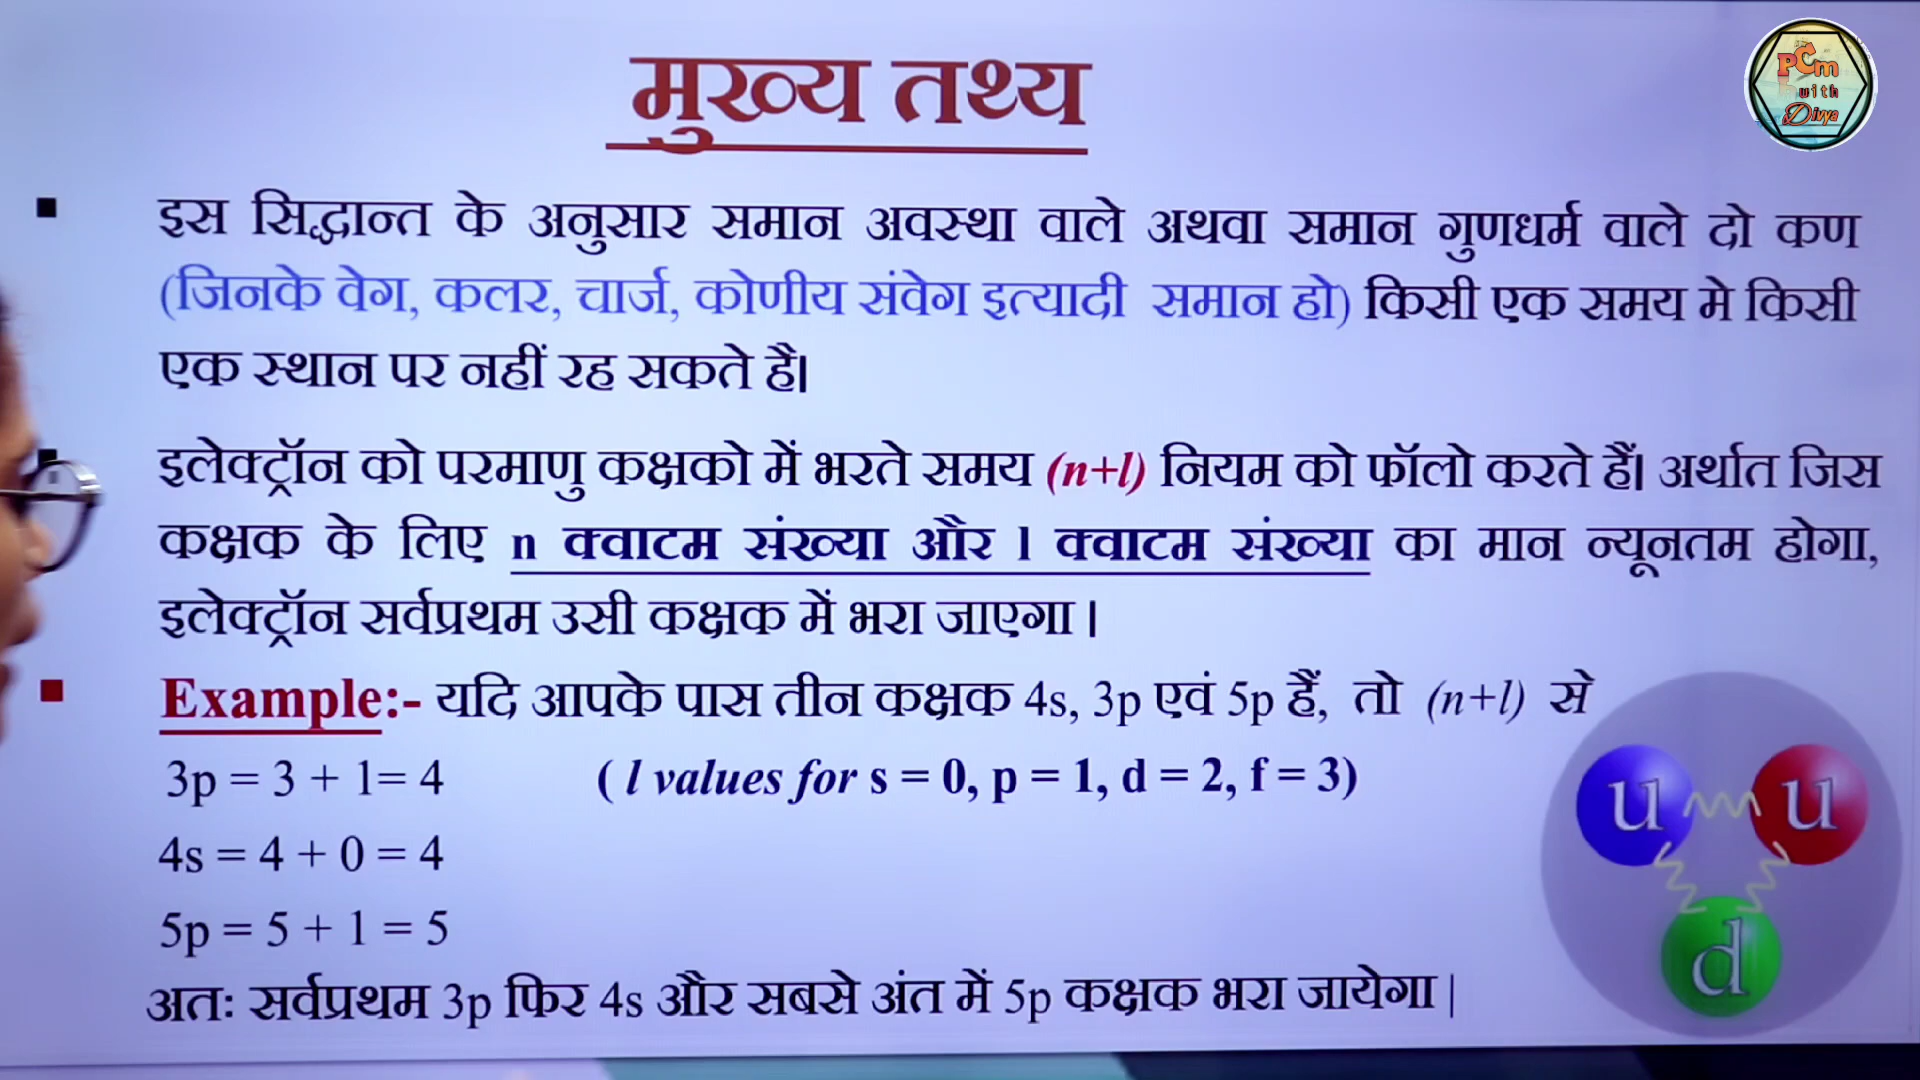 मुख्य तथ्य
PCm
with
Divya
इस सिद्धान्त के अनुसार समान अवस्था वाले अथवा समान गुणधर्म वाले दो कण
(जिनके वेग, कलर, चार्ज, कोणीय संवेग इत्यादी समान हो) किसी एक समय मे किसी
एक स्थान पर नहीं रह सकते है।
इलेक्ट्रॉन को परमाणु कक्षको में भरते समय (n+l) नियम को फॉलो करते हैं। अर्थात जिस
कक्षक के लिए n क्वाटम संख्या और l क्वाटम संख्या का मान न्यूनतम होगा,
इलेक्ट्रॉन सर्वप्रथम उसी कक्षक में भरा जाएगा ।
Example:- यदि आपके पास तीन कक्षक 4s, 3p एवं 5p हैं, तो (n+l) से
3p = 3 + 1= 4 ( l values for s = 0, p = 1, d = 2, f = 3)
4s = 4 + 0 = 4
5p = 5 + 1 = 5
अतः सर्वप्रथम 3p फिर 4s और सबसे अंत में 5p कक्षक भरा जायेगा |
u u
d